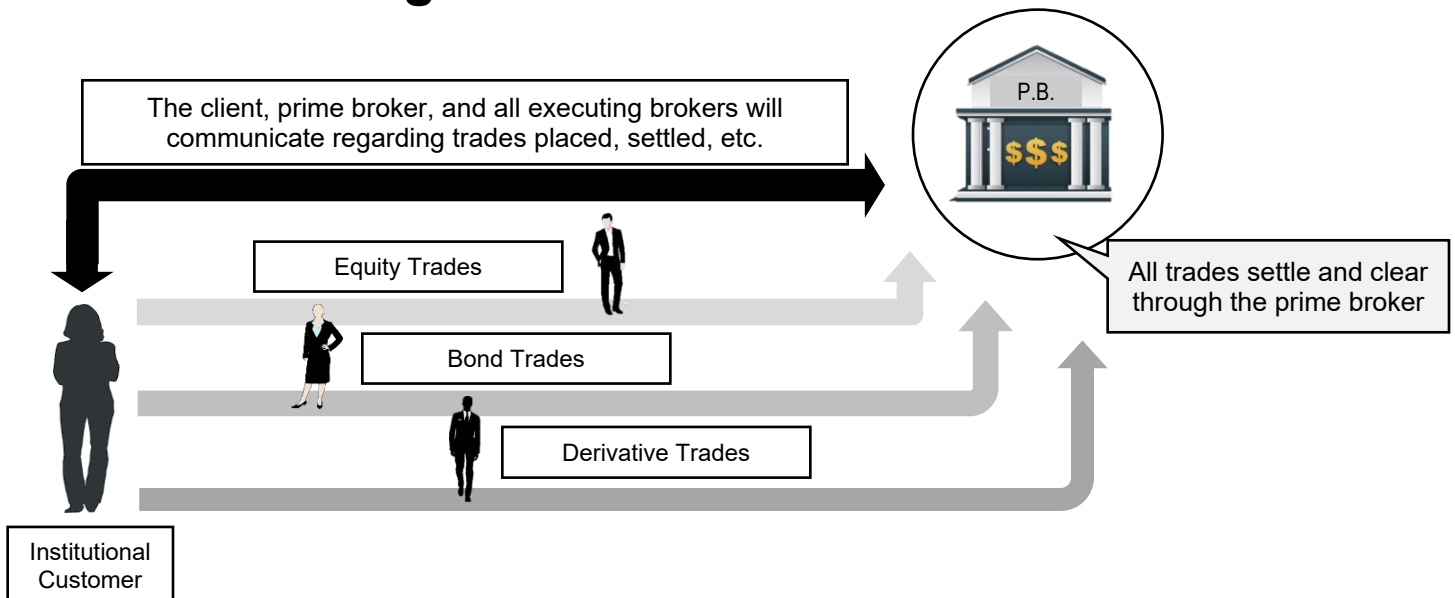 The client, prime broker, and all executing brokers will
communicate regarding trades placed, settled, etc.
P.B.
$$$
Equity Trades
All trades settle and clear
through the prime broker
Bond Trades
Derivative Trades
Institutional
Customer